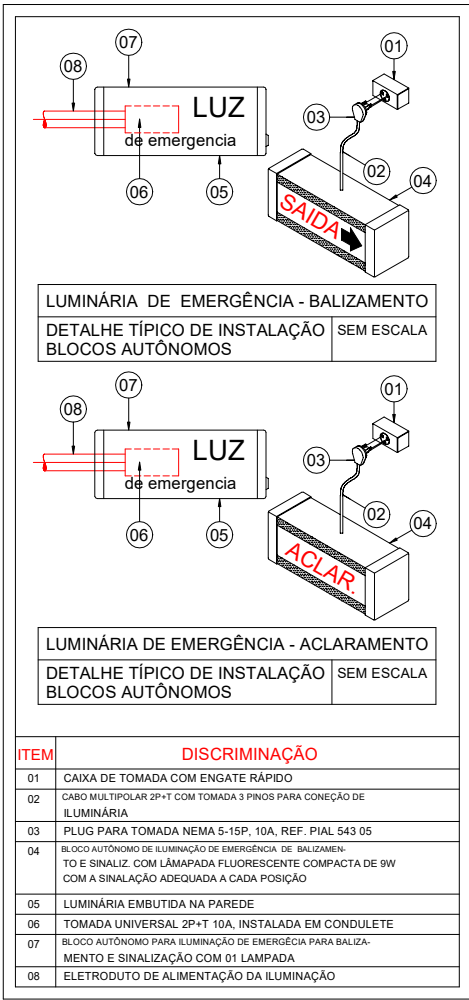 07
08
LUZ
de emergencia
06
05
01
03
02
04
SAIDA
LUMINÁRIA DE EMERGÊNCIA - BALIZAMENTO
DETALHE TÍPICO DE INSTALAÇÃO
BLOCOS AUTÔNOMOS
SEM ESCALA
07
08
LUZ
de emergencia
06
05
01
03
02
04
ACLAR.
LUMINÁRIA DE EMERGÊNCIA - ACLARAMENTO
DETALHE TÍPICO DE INSTALAÇÃO
BLOCOS AUTÔNOMOS
SEM ESCALA
ITEM DISCRIMINAÇÃO
01 CAIXA DE TOMADA COM ENGATE RÁPIDO
02 CABO MULTIPOLAR 2P+T COM TOMADA 3 PINOS PARA CONEÇÃO DE
ILUMINÁRIA
03 PLUG PARA TOMADA NEMA 5-15P, 10A, REF. PIAL 543 05
04 BLOCO AUTÔNOMO DE ILUMINAÇÃO DE EMERGÊNCIA DE BALIZAMEN-
TO E SINALIZ. COM LÂMAPADA FLUORESCENTE COMPACTA DE 9W
COM A SINALAÇÃO ADEQUADA A CADA POSIÇÃO
05 LUMINÁRIA EMBUTIDA NA PAREDE
06 TOMADA UNIVERSAL 2P+T 10A, INSTALADA EM CONDULETE
07 BLOCO AUTÔNOMO PARA ILUMINAÇÃO DE EMERGÊCIA PARA BALIZA-
MENTO E SINALIZAÇÃO COM 01 LAMPADA
08 ELETRODUTO DE ALIMENTAÇÃO DA ILUMINAÇÃO